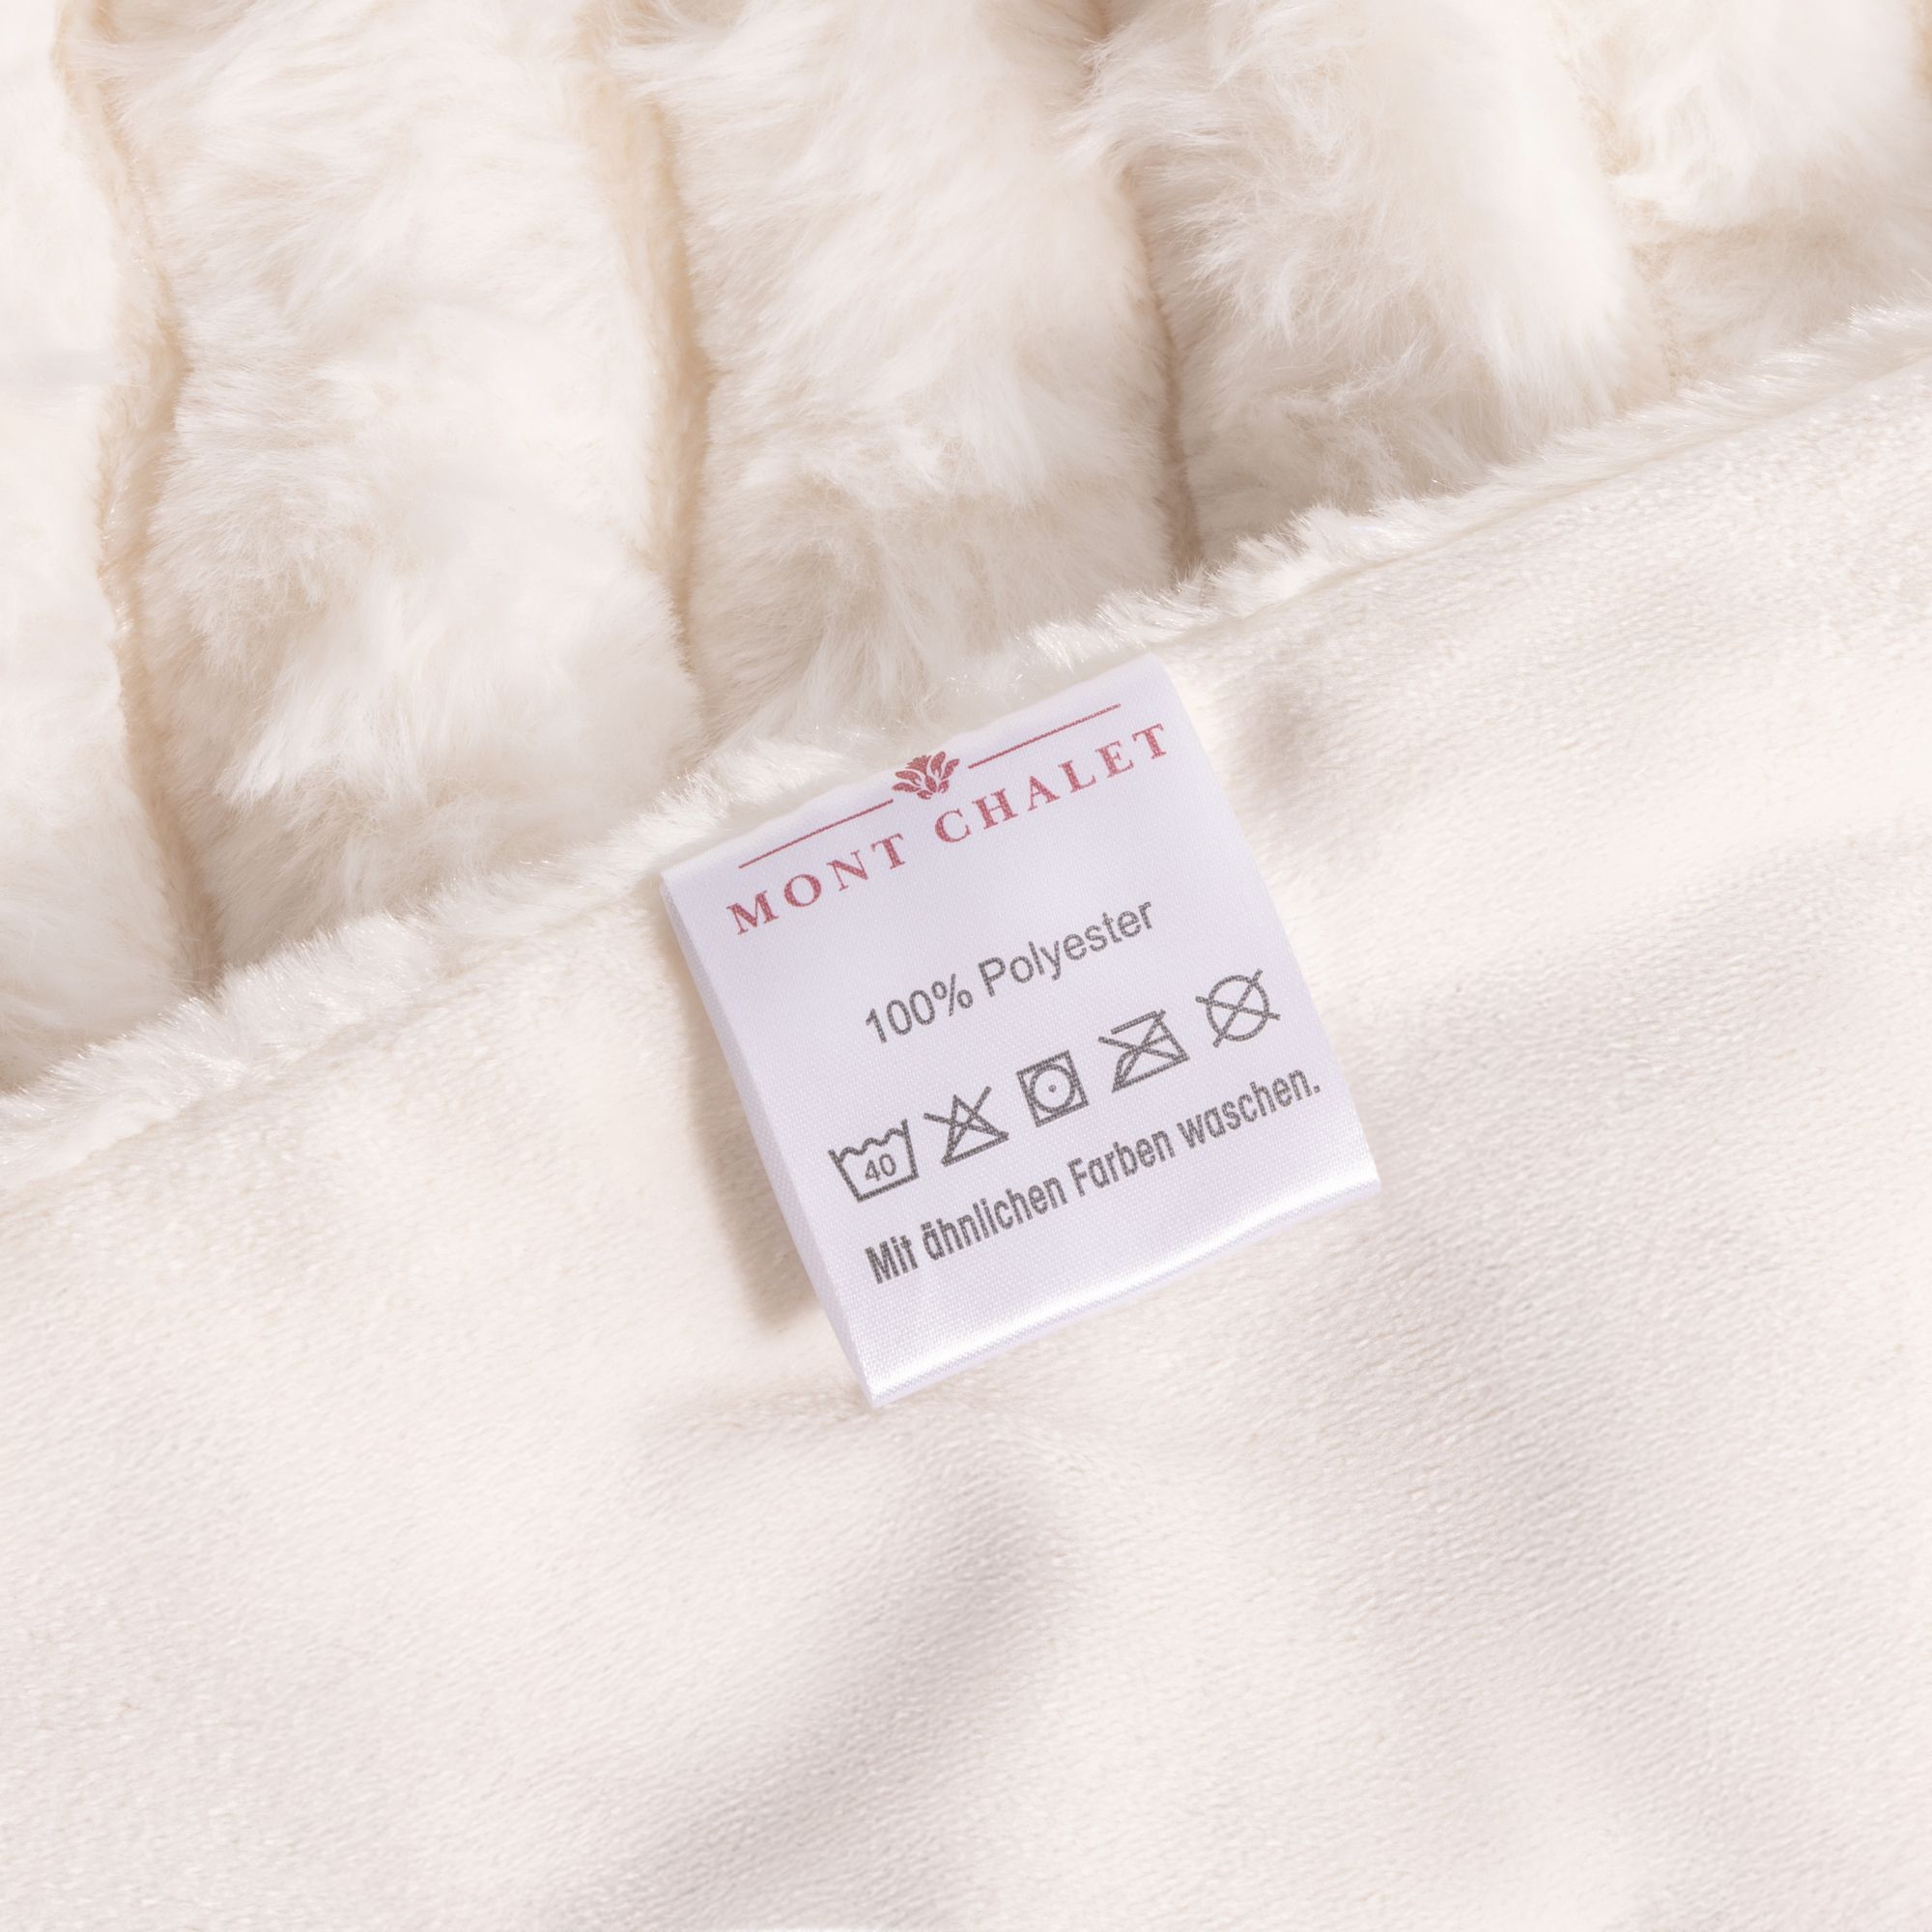 MONT CHALET
100% Polyester
40
Mit ähnlichen Farben waschen.